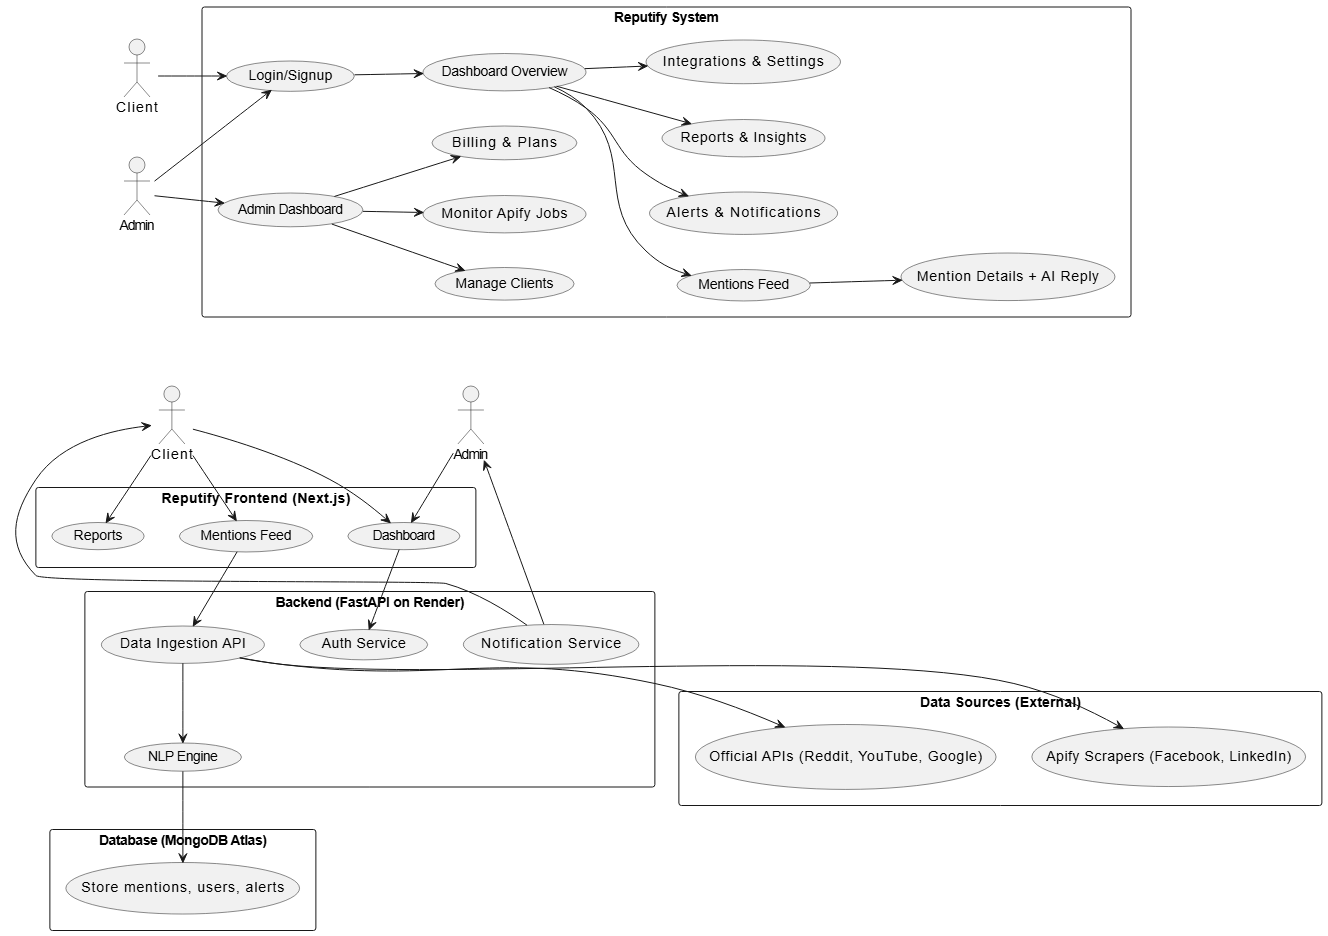 Reputify System
Client
Login/Signup
Dashboard Overview
Integrations & Settings
Billing & Plans
Reports & Insights
Admin
Admin Dashboard
Monitor Apify Jobs
Alerts & Notifications
Manage Clients
Mentions Feed
Mention Details + AI Reply
Client
Admin
Reputify Frontend (Next.js)
Reports
Mentions Feed
Dashboard
Backend (FastAPI on Render)
Data Ingestion API
Auth Service
Notification Service
Data Sources (External)
NLP Engine
Official APIs (Reddit, YouTube, Google)
Apify Scrapers (Facebook, LinkedIn)
Database (MongoDB Atlas)
Store mentions, users, alerts